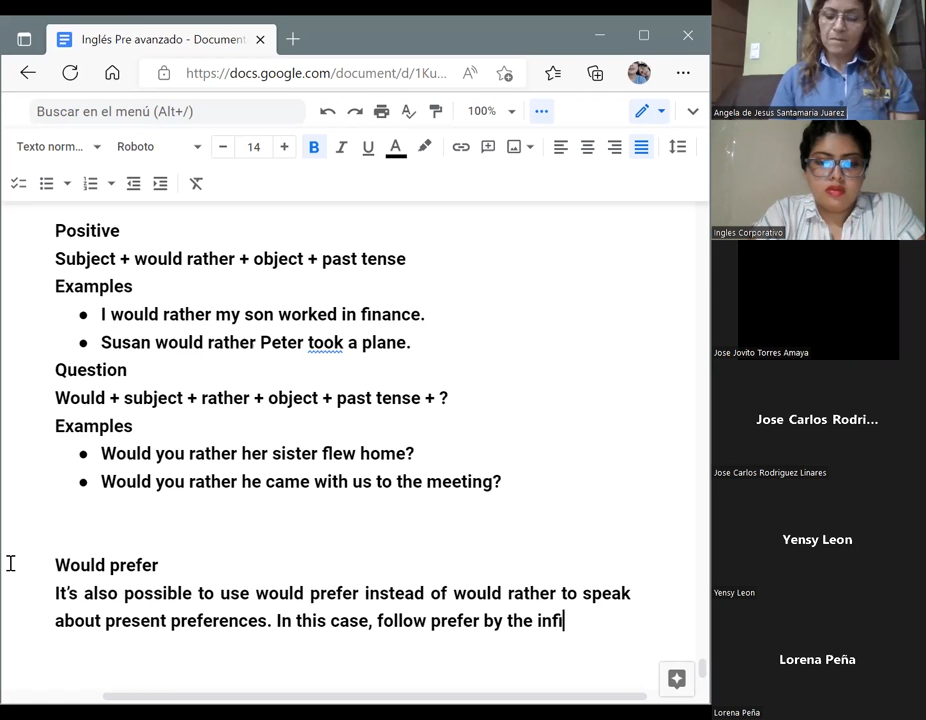 Inglés Pre avanzado - Document
https://docs.google.com/document/d/1Ku...
Buscar en el menú (Alt+/)
100%
Texto norm...
Roboto
14
Positive
Subject + would rather + object + past tense
Examples
● I would rather my son worked in finance.
● Susan would rather Peter took a plane.
Question
Would + subject + rather + object + past tense + ?
Examples
● Would you rather her sister flew home?
● Would you rather he came with us to the meeting?
Would prefer
It's also possible to use would prefer instead of would rather to speak
about present preferences. In this case, follow prefer by the infi
Angela de Jesus Santamaria Juarez
Ingles Corporativo
Jose Jovito Torres Amaya
Jose Carlos Rodri...
Jose Carlos Rodriguez Linares
Yensy Leon
Yensy Leon
Lorena Peña
Lorena Peña